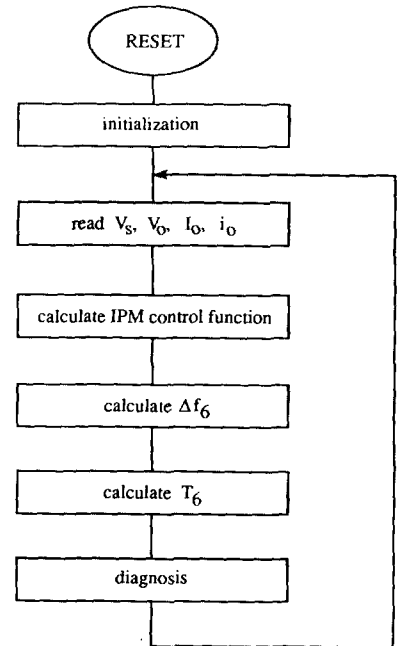 RESET
initialization
read Vs, Vo, Io, io
calculate IPM control function
calculate Δf6
calculate T6
diagnosis